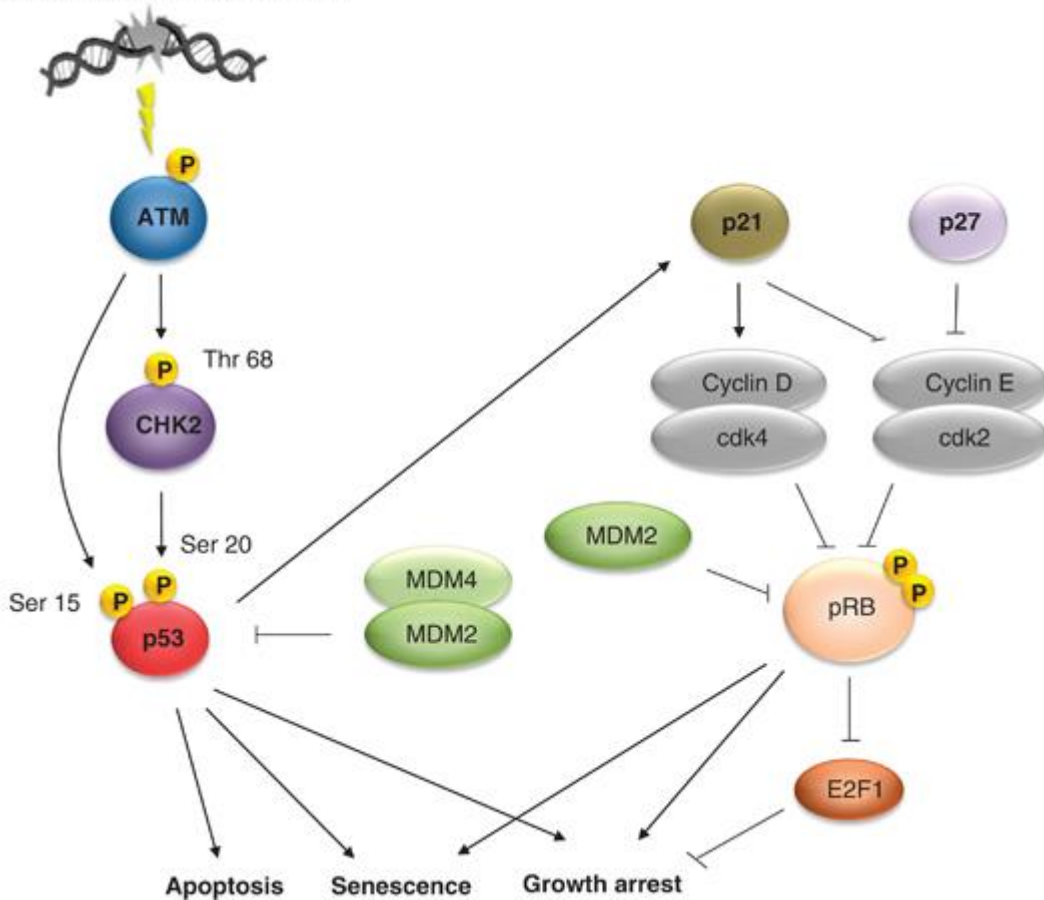 P
ATM
p21
p27
P
Thr 68
CHK2
Cyclin D
Cyclin E
cdk4
cdk2
Ser 20
MDM2
Ser 15
P
P
p53
MDM4
MDM2
P
P
pRB
E2F1
Apoptosis
Senescence
Growth arrest